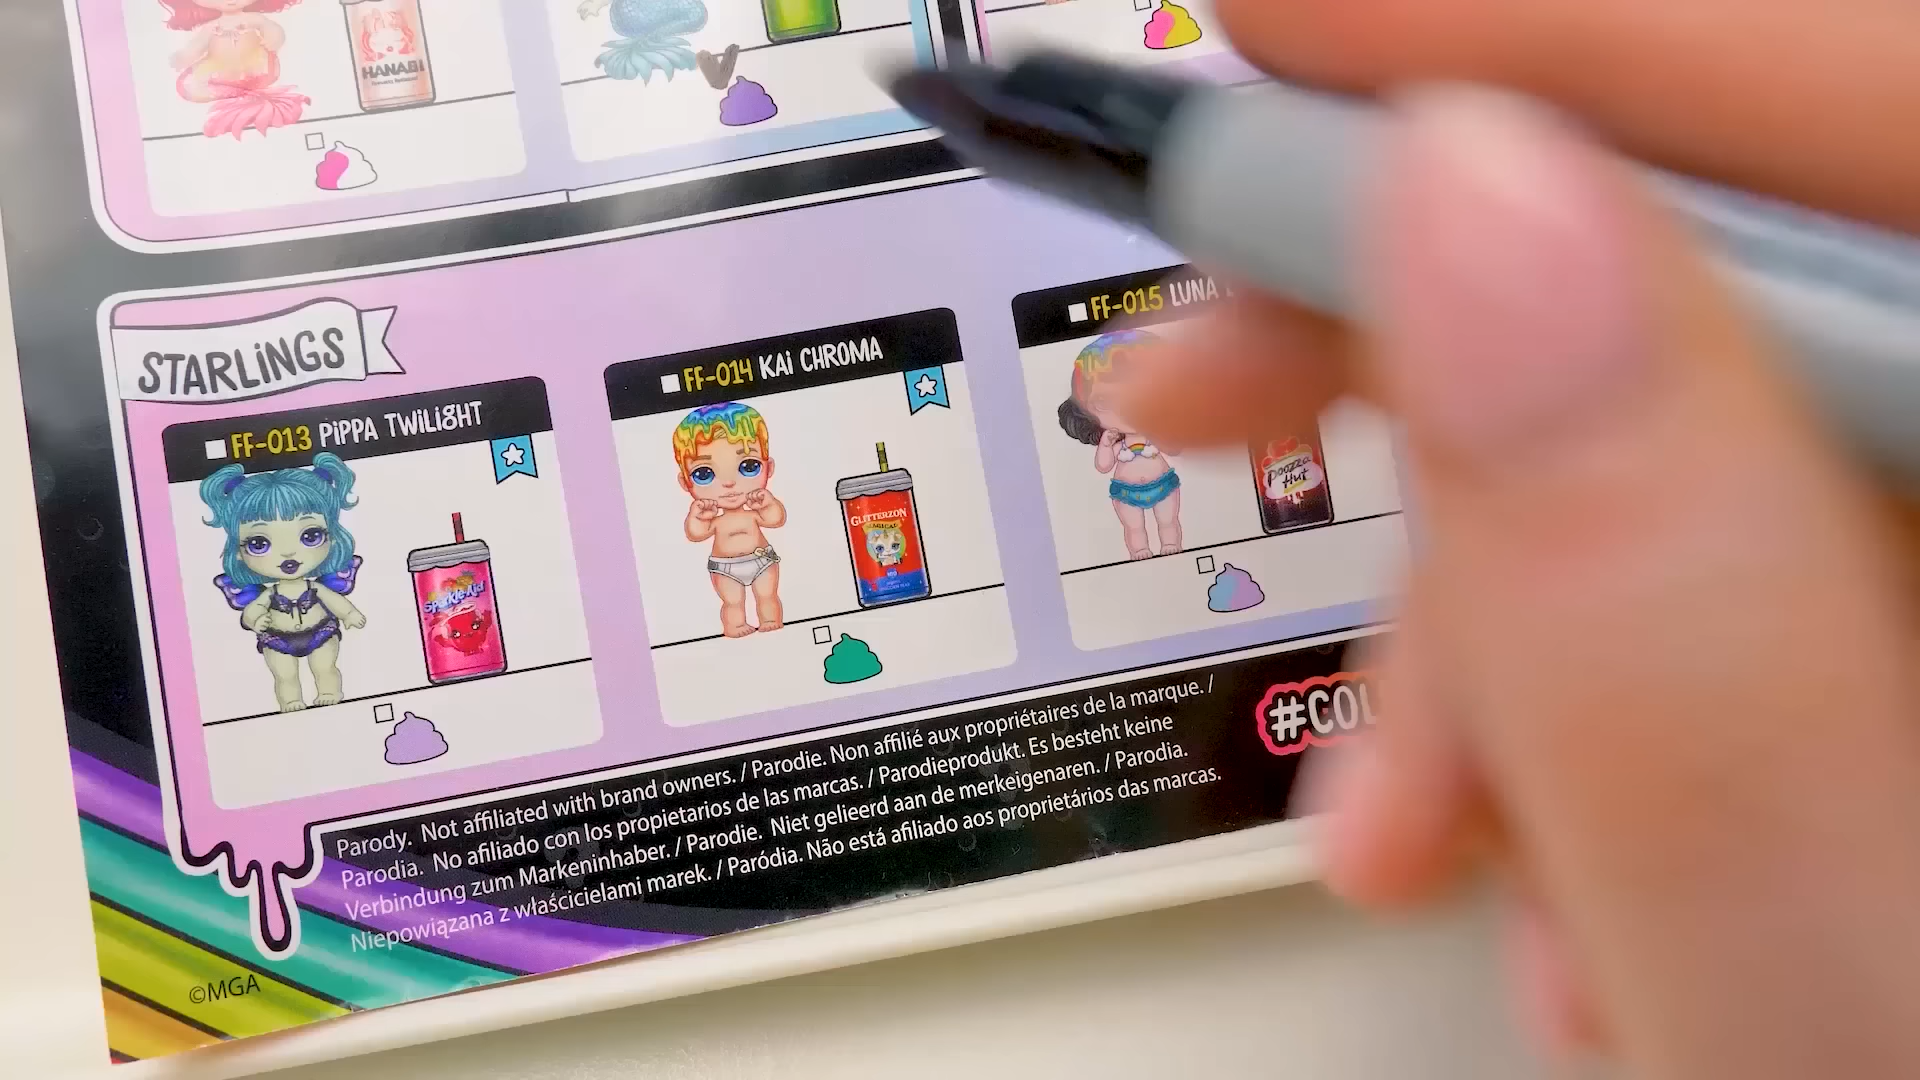 HANABI
STARLiNGS
FF-013 PiPPA TWiLiGHT
Sparkle-Aid
FF-014 KAi CHROMA
GLITTERZON
MAGICAL
FF-015 LUNA
Poozza
Hut
#COL
Parody. Not affiliated with brand owners. / Parodie. Non affilié aux propriétaires de la marque. /
Parodia. No afiliado con los propietarios de las marcas. / Parodieprodukt. Es besteht keine
Verbindung zum Markeninhaber. / Parodie. Niet gelieerd aan de merkeigenaren. / Parodia.
Niepowiązana z właścicielami marek. / Paródia. Não está afiliado aos proprietários das marcas.
©MGA